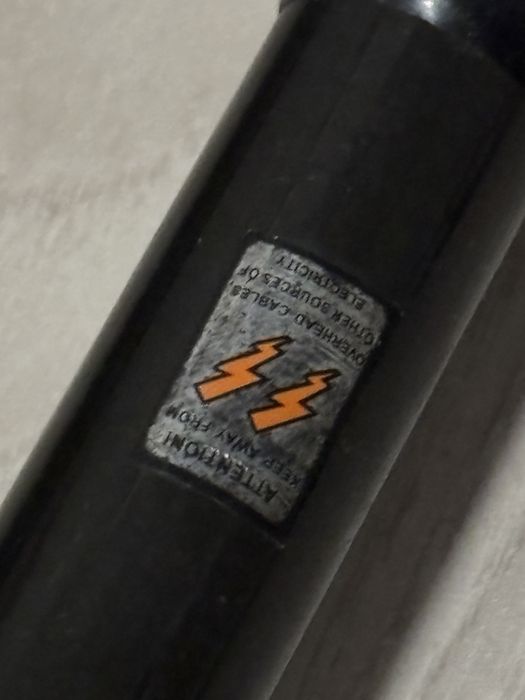 ATTENTION!
KEEP AWAY FROM
OVERHEAD CABLES,
OTHER SOURCES OF
ELECTRICITY